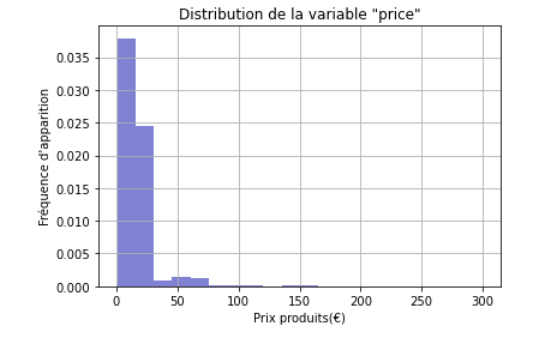 Distribution de la variable "price"
0.035
0.030
0.025
0.020
0.015
0.010
0.005
0.000
Fréquence d'apparition
0 50 100 150 200 250 300
Prix produits(€)